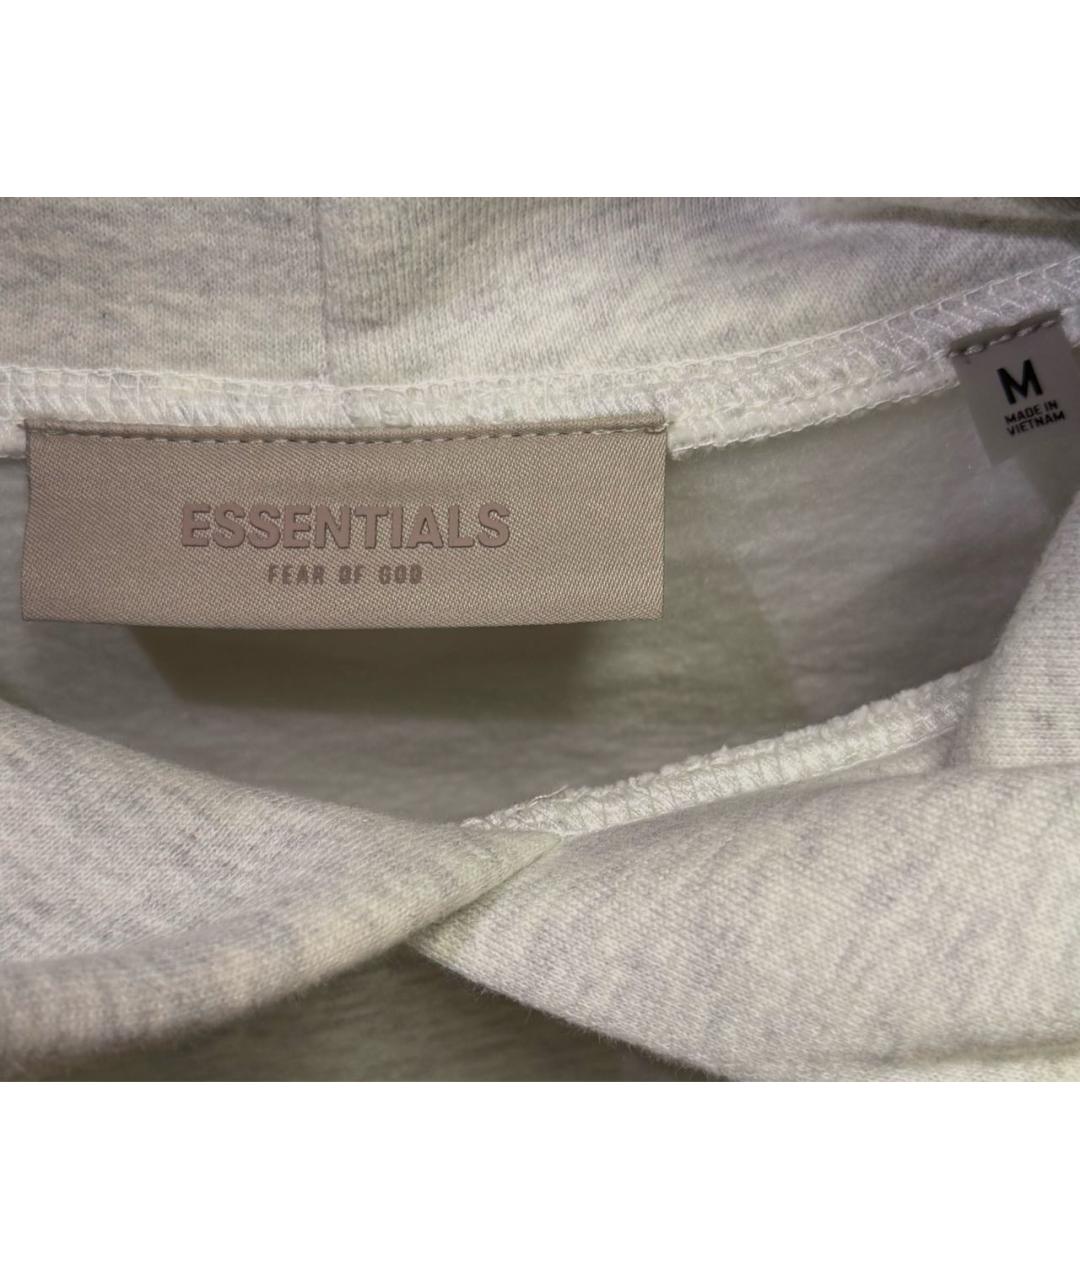 ESSENTIALS
FEAR OF GOD
M
MADE IN
VIETNAM